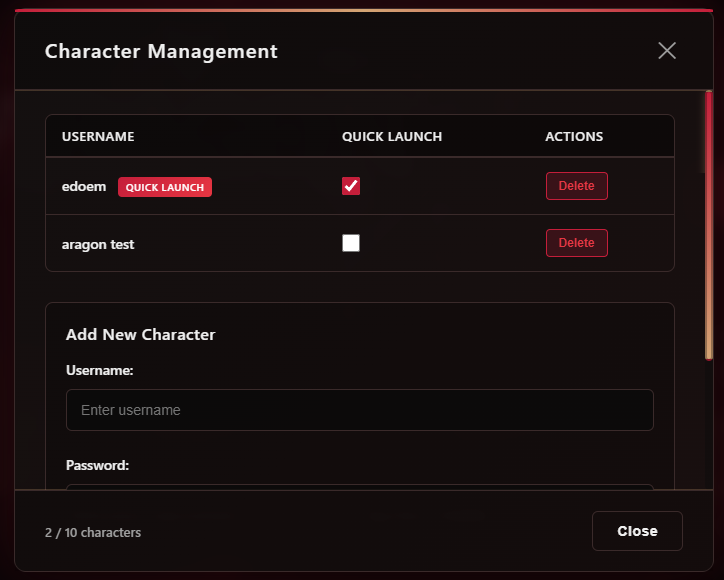 Character Management
USERNAME QUICK LAUNCH ACTIONS
edoem QUICK LAUNCH Delete
aragon test Delete
Add New Character
Username:
Enter username
Password:
2 / 10 characters Close